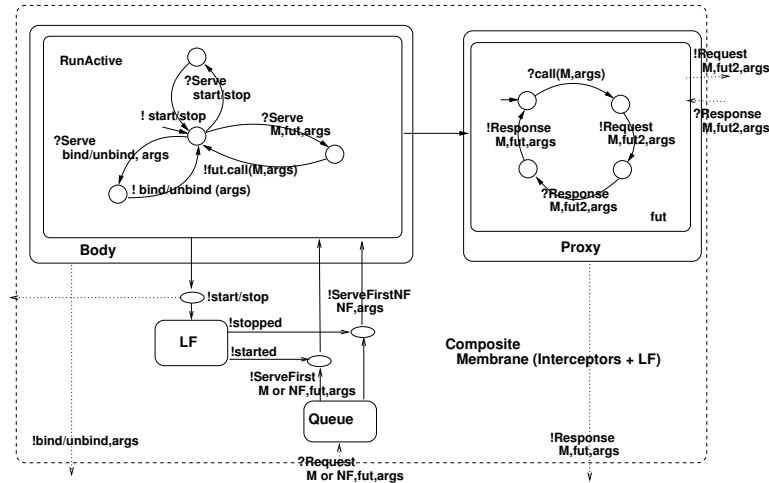 RunActive
?Serve
start/stop
! start/stop
?Serve
M,fut,args
?Serve
bind/unbind, args
!fut.call(M,args)
! bind/unbind (args)
Body
?call(M,args)
!Response
M,fut,args
!Request
M,fut2,args
?Response
M,fut2,args
fut
Proxy
!Request
M,fut2,args
?Response
M,fut2,args
!start/stop
!ServeFirstNF
NF,args
LF
!stopped
!started
!ServeFirst
M or NF,fut,args
Queue
Composite
Membrane (Interceptors + LF)
!bind/unbind,args
?Request
M or NF,fut,args
!Response
M,fut,args